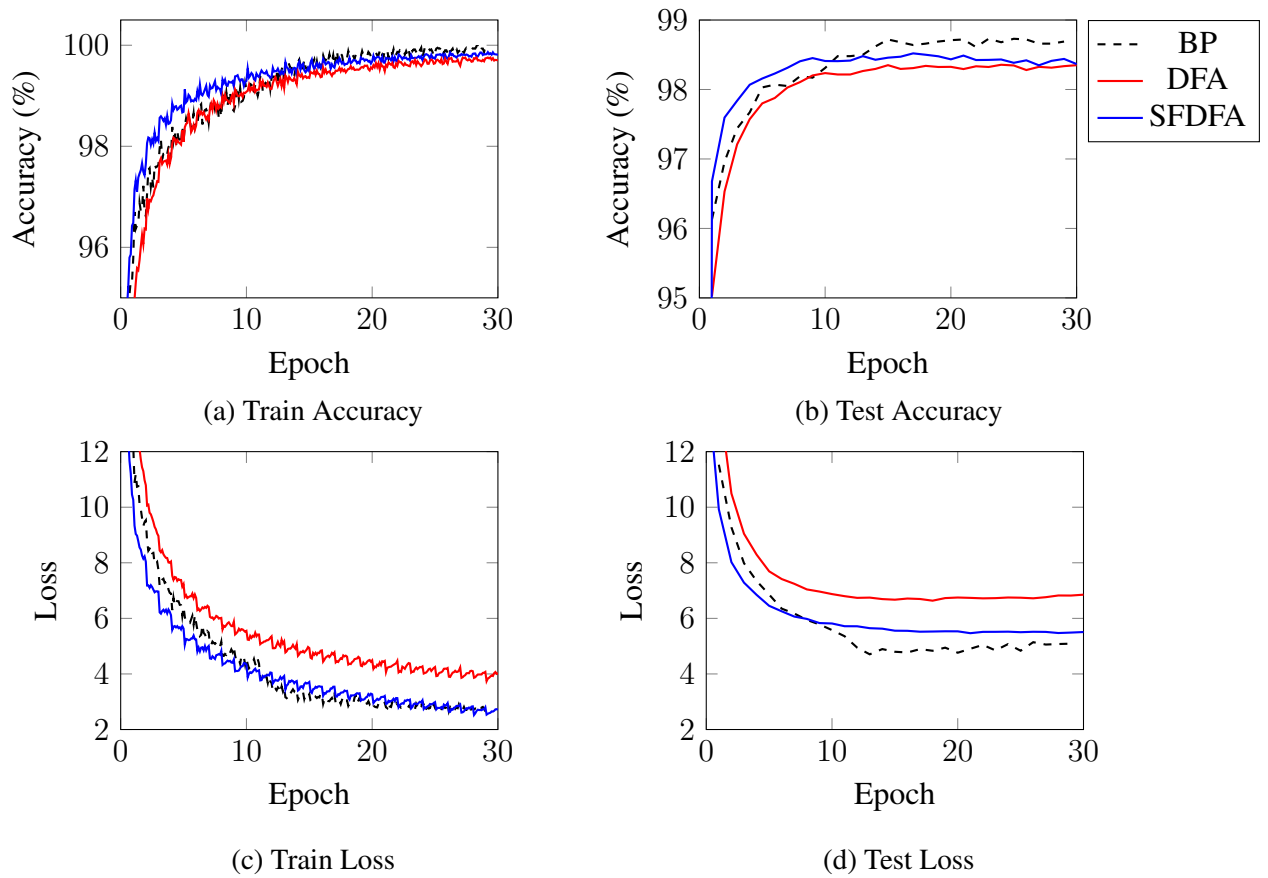 100
98
96
Accuracy (%)
0 10 20 30
Epoch
(a) Train Accuracy
99
98
97
96
95
Accuracy (%)
0 10 20 30
Epoch
(b) Test Accuracy
BP
DFA
SFDFA
12
10
8
6
4
2
Loss
0 10 20 30
Epoch
(c) Train Loss
12
10
8
6
4
2
Loss
0 10 20 30
Epoch
(d) Test Loss